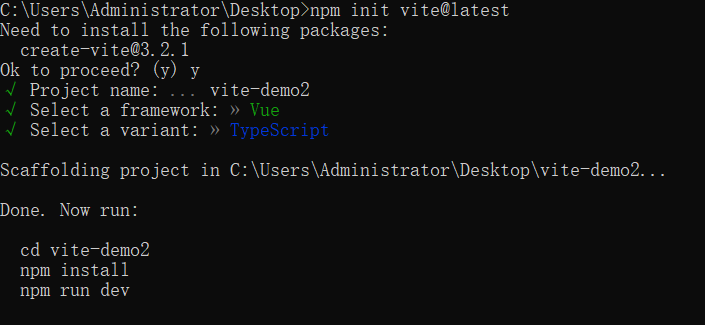 C:\Users\Administrator\Desktop>npm init vite@latest
Need to install the following packages:
  create-vite@3.2.1
Ok to proceed? (y) y
√ Project name: ... vite-demo2
√ Select a framework: » Vue
√ Select a variant: » TypeScript
Scaffolding project in C:\Users\Administrator\Desktop\vite-demo2...
Done. Now run:
  cd vite-demo2
  npm install
  npm run dev